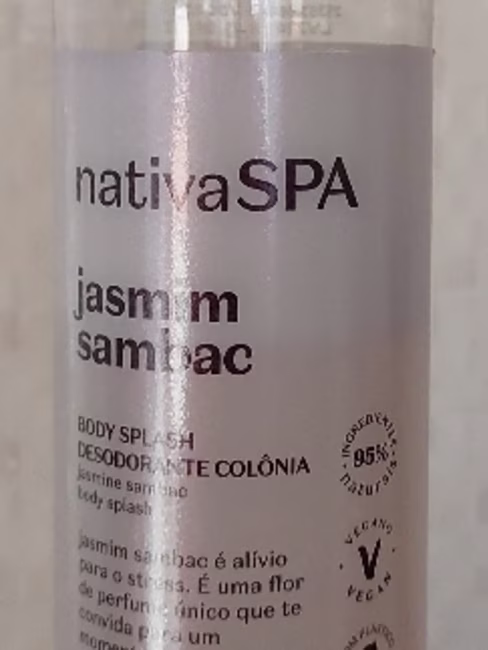 nativaSPA
jasmim
sambac
BODY SPLASH
DESODORANTE COLÔNIA
jasmine sambac
body splash
INGREDIENTES
95%
naturais
VEGANO
V
VEGAN
jasmim sambac é alívio
para o stress. É uma flor
de perfume único que te
convida para um